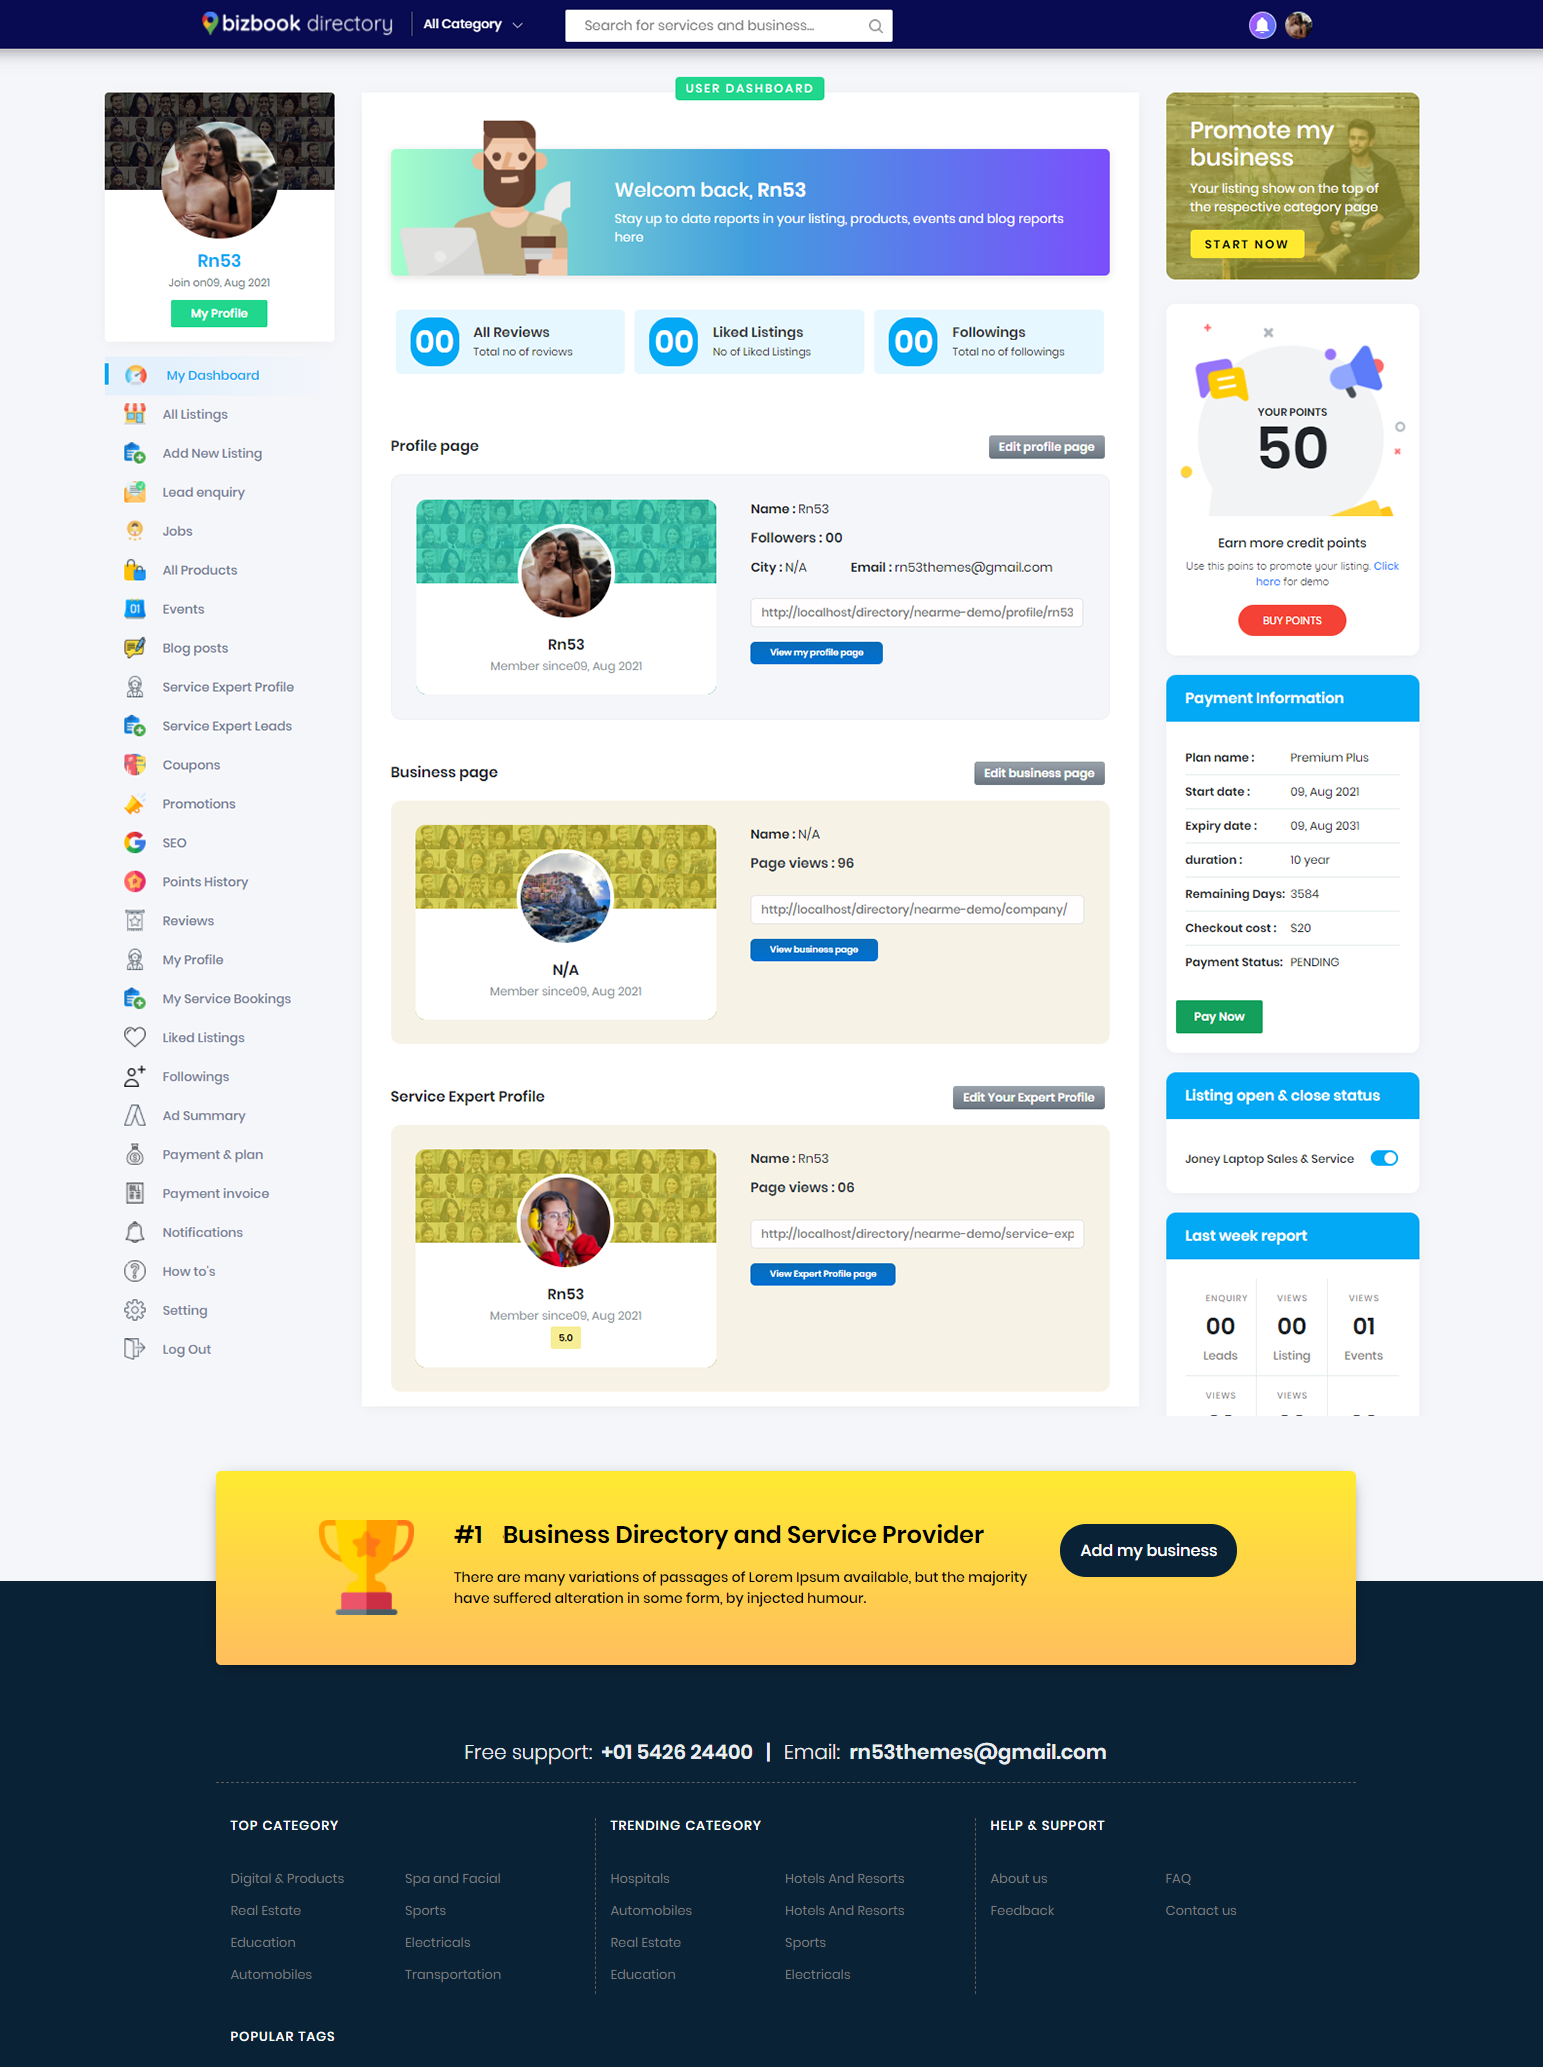 bizbook directory
All Category
Search for services and business...
USER DASHBOARD
Rn53
Join on09, Aug 2021
My Profile
My Dashboard
All Listings
Add New Listing
Lead enquiry
Jobs
All Products
Events
Blog posts
Service Expert Profile
Service Expert Leads
Coupons
Promotions
SEO
Points History
Reviews
My Profile
My Service Bookings
Liked Listings
Followings
Ad Summary
Payment & plan
Payment invoice
Notifications
How to's
Setting
Log Out
Welcom back, Rn53
Stay up to date reports in your listing, products, events and blog reports
here
00
All Reviews
Total no of reviews
00
Liked Listings
No of Liked Listings
00
Followings
Total no of followings
Profile page
Edit profile page
Rn53
Member since09, Aug 2021
Name : Rn53
Followers : 00
City : N/A
Email : rn53themes@gmail.com
http://localhost/directory/nearme-demo/profile/rn53
View my profile page
Business page
Edit business page
N/A
Member since09, Aug 2021
Name : N/A
Page views : 96
http://localhost/directory/nearme-demo/company/
View business page
Service Expert Profile
Edit Your Expert Profile
Rn53
Member since09, Aug 2021
5.0
Name : Rn53
Page views : 06
http://localhost/directory/nearme-demo/service-exp
View Expert Profile page
Promote my
business
Your listing show on the top of
the respective category page
START NOW
YOUR POINTS
50
Earn more credit points
Use this poins to promote your listing. Click
here for demo
BUY POINTS
Payment Information
Plan name : Premium Plus
Start date : 09, Aug 2021
Expiry date : 09, Aug 2031
duration : 10 year
Remaining Days: 3584
Checkout cost : $20
Payment Status: PENDING
Pay Now
Listing open & close status
Joney Laptop Sales & Service
Last week report
ENQUIRY VIEWS VIEWS
00 00 01
Leads Listing Events
VIEWS VIEWS
#1 Business Directory and Service Provider
There are many variations of passages of Lorem Ipsum available, but the majority
have suffered alteration in some form, by injected humour.
Add my business
Free support: +01 5426 24400 | Email: rn53themes@gmail.com
TOP CATEGORY
Digital & Products Spa and Facial
Real Estate Sports
Education Electricals
Automobiles Transportation
TRENDING CATEGORY
Hospitals Hotels And Resorts
Automobiles Hotels And Resorts
Real Estate Sports
Education Electricals
HELP & SUPPORT
About us FAQ
Feedback Contact us
POPULAR TAGS